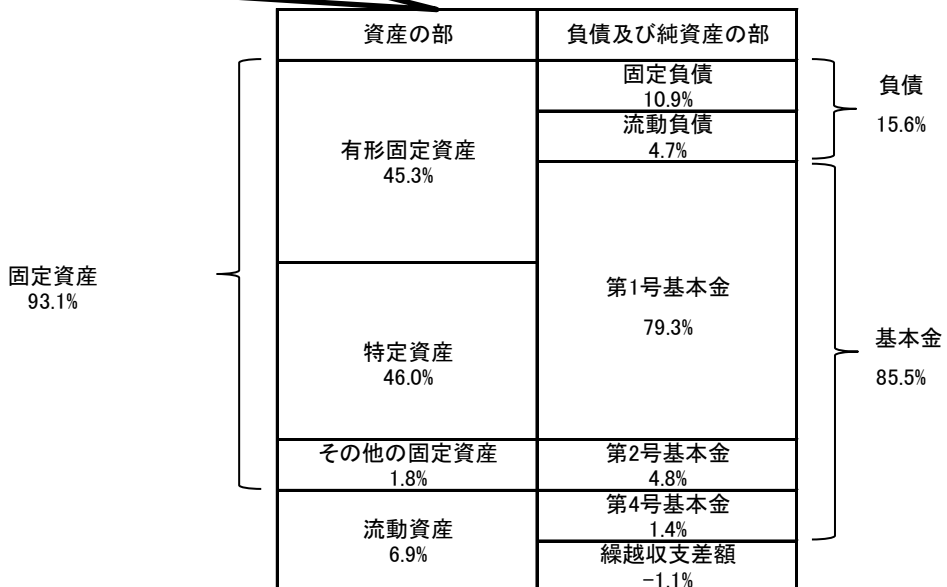 資産の部
負債及び純資産の部
固定資産
93.1%
有形固定資産
45.3%
特定資産
46.0%
その他の固定資産
1.8%
流動資産
6.9%
固定負債
10.9%
流動負債
4.7%
第1号基本金
79.3%
第2号基本金
4.8%
第4号基本金
1.4%
繰越収支差額
-1.1%
負債
15.6%
基本金
85.5%